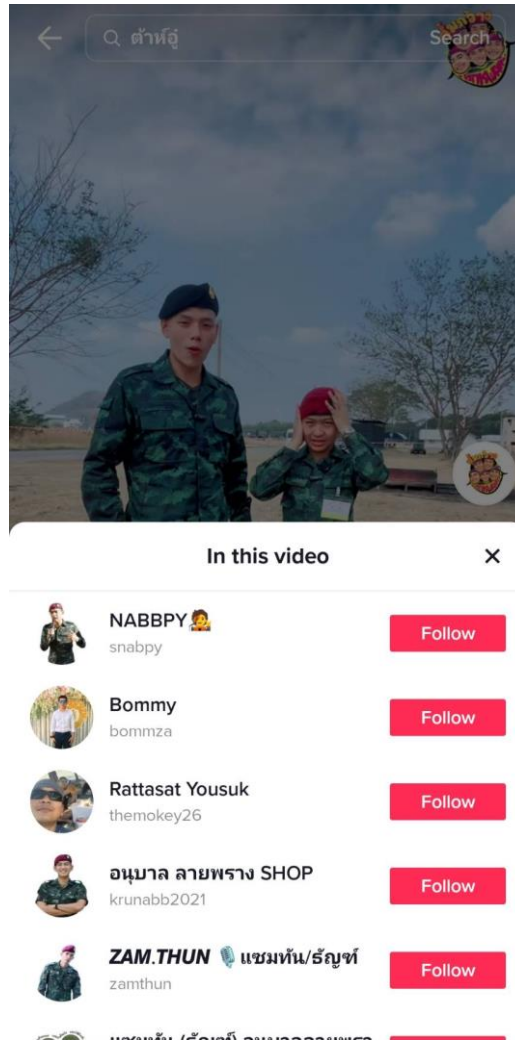 ต้าห์อู๋
Search
In this video
NABBPY
Follow
snabpy
Bommy
Follow
bommza
Rattasat Yousuk
Follow
themokey26
อนุบาล ลายพราง SHOP
Follow
krunabb2021
ZAM.THUN แซมทัน/ธัญฑ์
Follow
zamthun